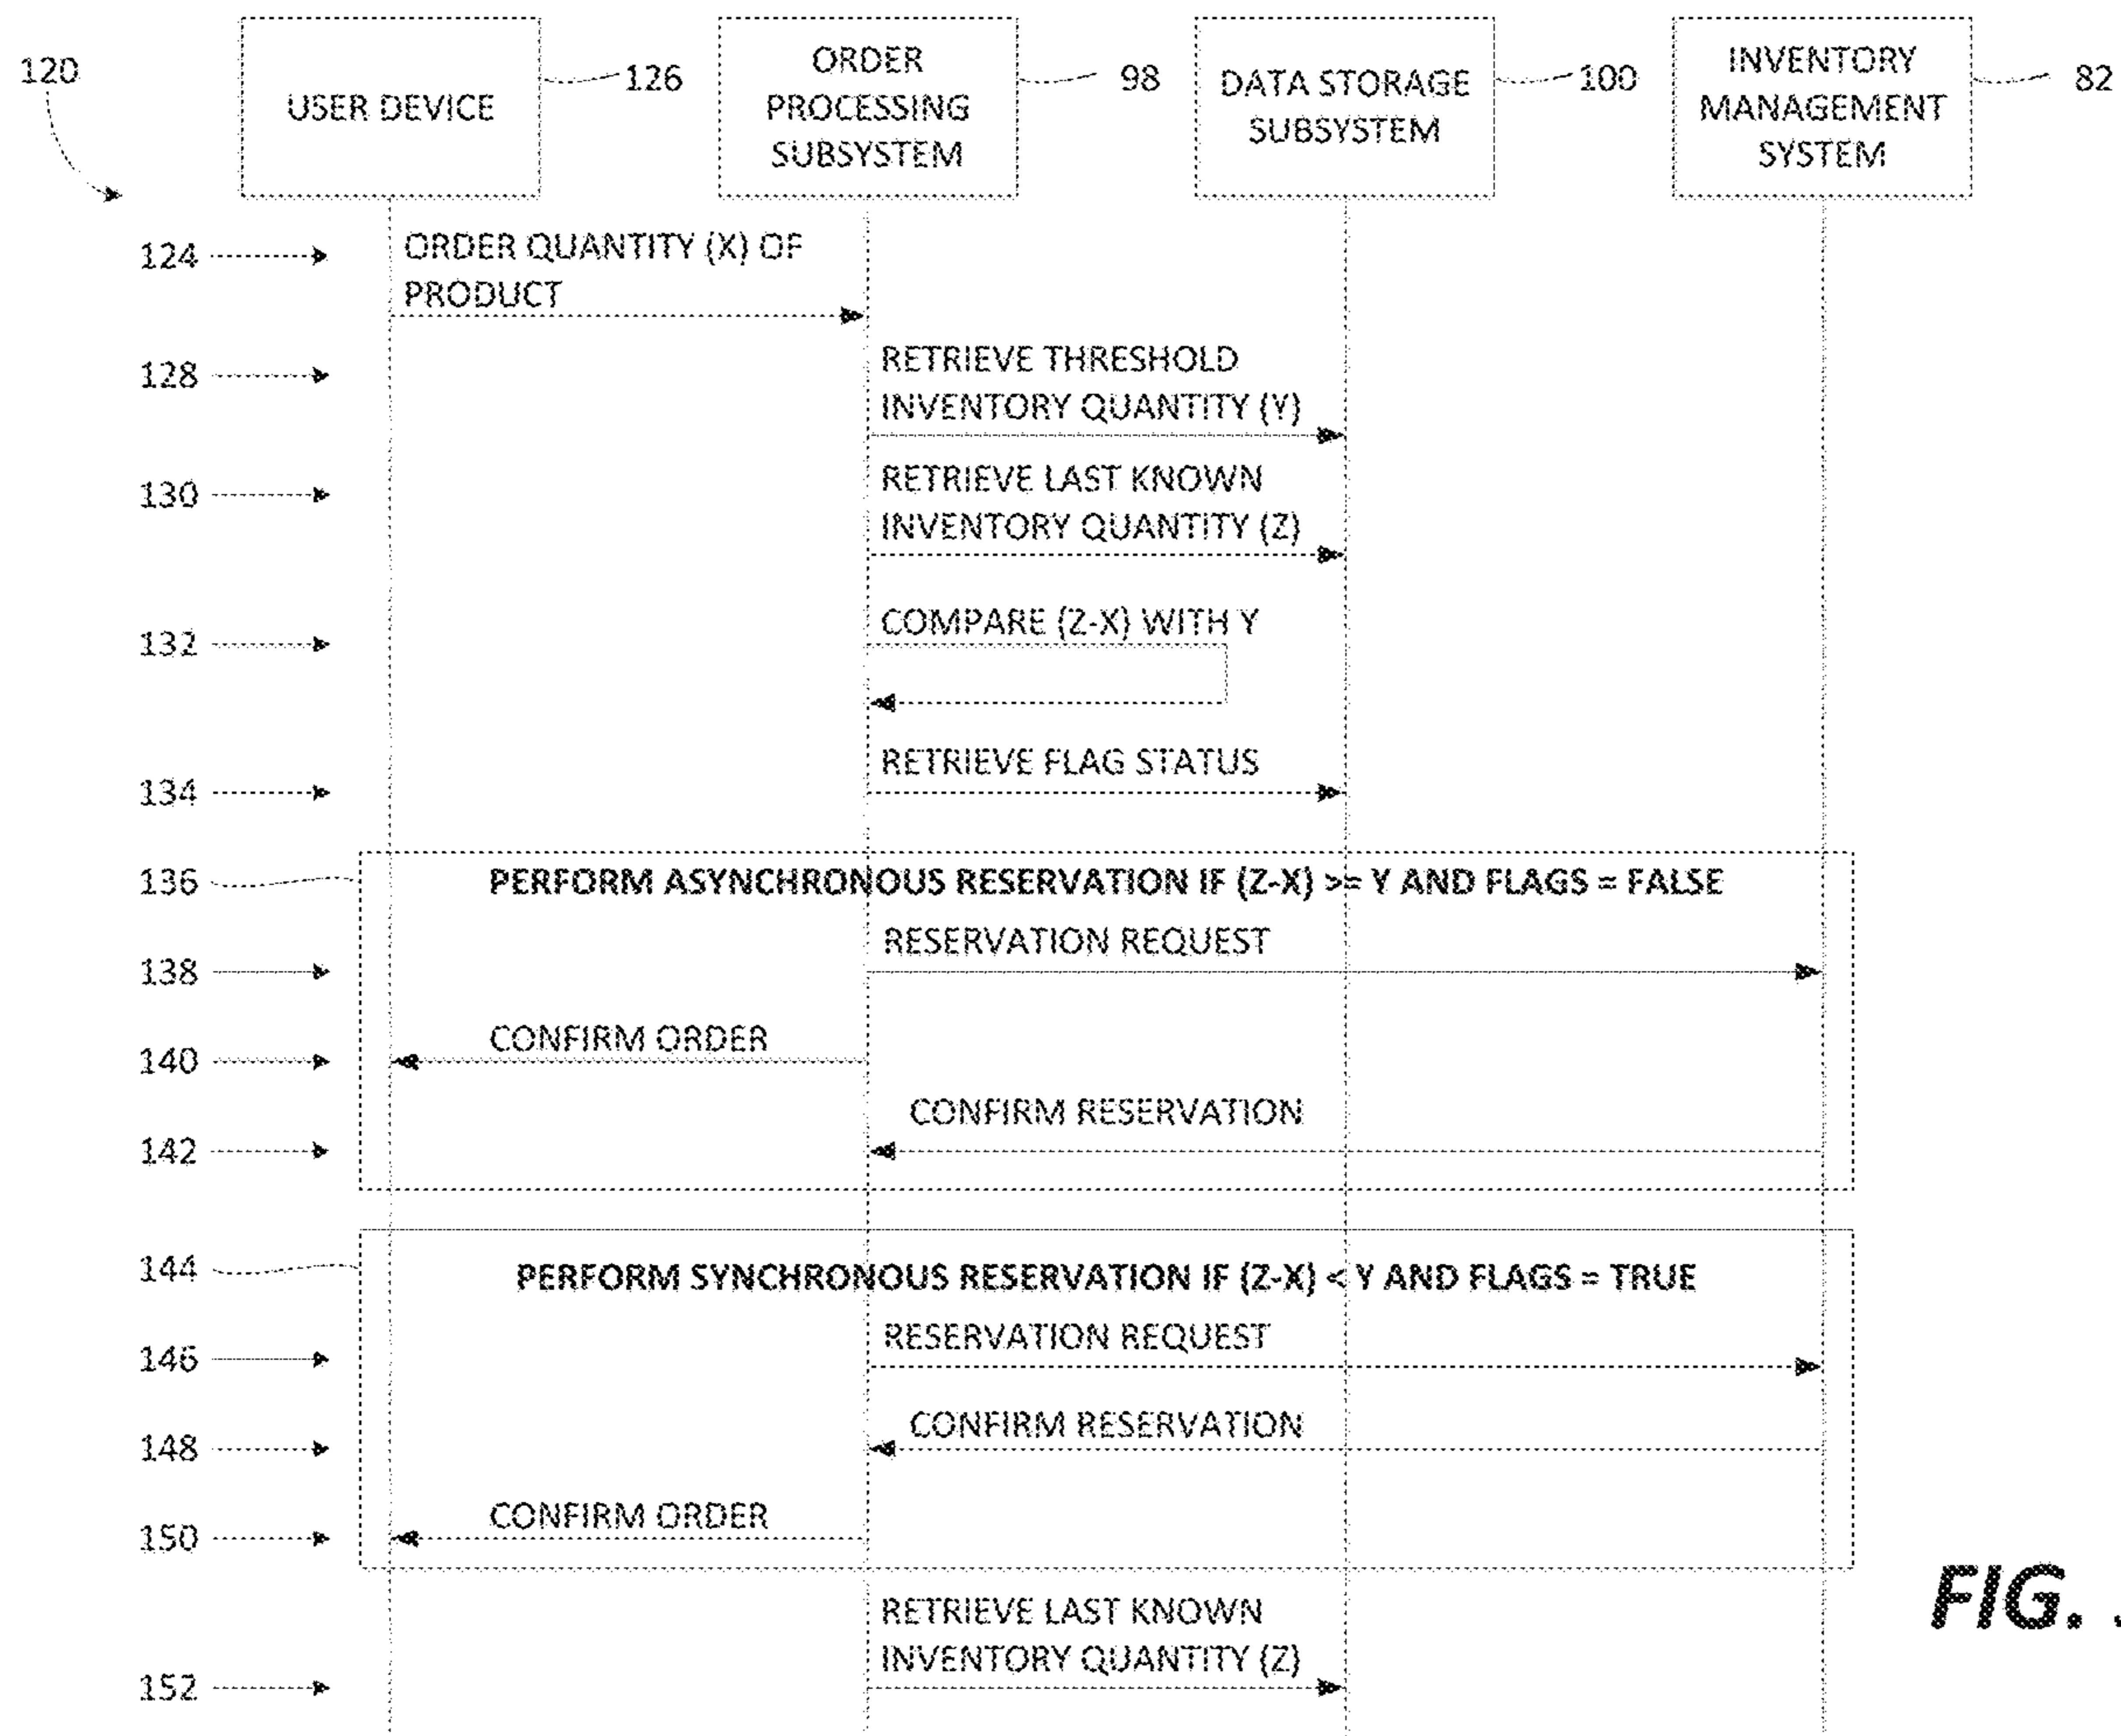 120
USER DEVICE
126
ORDER
PROCESSING
SUBSYSTEM
98
DATA STORAGE
SUBSYSTEM
100
INVENTORY
MANAGEMENT
SYSTEM
82
124
ORDER QUANTITY (X) OF
PRODUCT
128
RETRIEVE THRESHOLD
INVENTORY QUANTITY (Y)
130
RETRIEVE LAST KNOWN
INVENTORY QUANTITY (Z)
132
COMPARE (Z-X) WITH Y
134
RETRIEVE FLAG STATUS
136
PERFORM ASYNCHRONOUS RESERVATION IF (Z-X) >= Y AND FLAGS = FALSE
138
RESERVATION REQUEST
140
CONFIRM ORDER
142
CONFIRM RESERVATION
144
PERFORM SYNCHRONOUS RESERVATION IF (Z-X) < Y AND FLAGS = TRUE
146
RESERVATION REQUEST
148
CONFIRM RESERVATION
150
CONFIRM ORDER
152
RETRIEVE LAST KNOWN
INVENTORY QUANTITY (Z)
FIG.